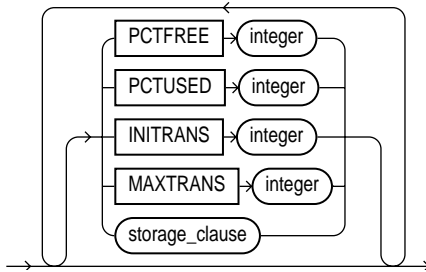 PCTFREE integer
PCTUSED integer
INITRANS integer
MAXTRANS integer
storage_clause